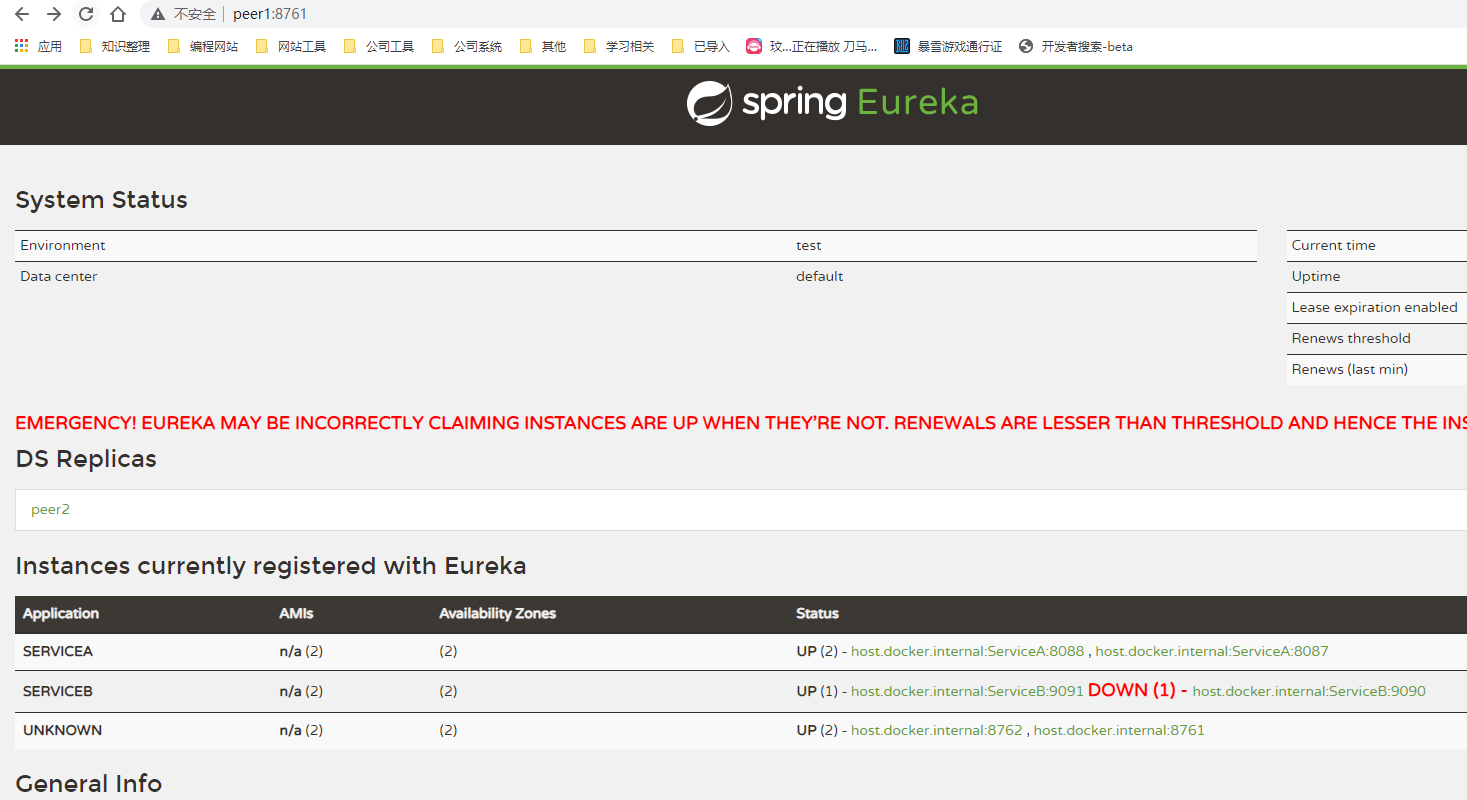 不安全 peer1:8761
应用 知识整理 编程网站 网站工具 公司工具 公司系统 其他 学习相关 已导入 玟...正在播放 刀马... 暴雪游戏通行证 开发者搜索-beta
spring Eureka
System Status
Environment test Current time
Data center default Uptime
Lease expiration enabled
Renews threshold
Renews (last min)
EMERGENCY! EUREKA MAY BE INCORRECTLY CLAIMING INSTANCES ARE UP WHEN THEY'RE NOT. RENEWALS ARE LESSER THAN THRESHOLD AND HENCE THE INS
DS Replicas
peer2
Instances currently registered with Eureka
Application AMIs Availability Zones Status
SERVICEA n/a (2) (2) UP (2) - host.docker.internal:ServiceA:8088 , host.docker.internal:ServiceA:8087
SERVICEB n/a (2) (2) UP (1) - host.docker.internal:ServiceB:9091 DOWN (1) - host.docker.internal:ServiceB:9090
UNKNOWN n/a (2) (2) UP (2) - host.docker.internal:8762 , host.docker.internal:8761
General Info